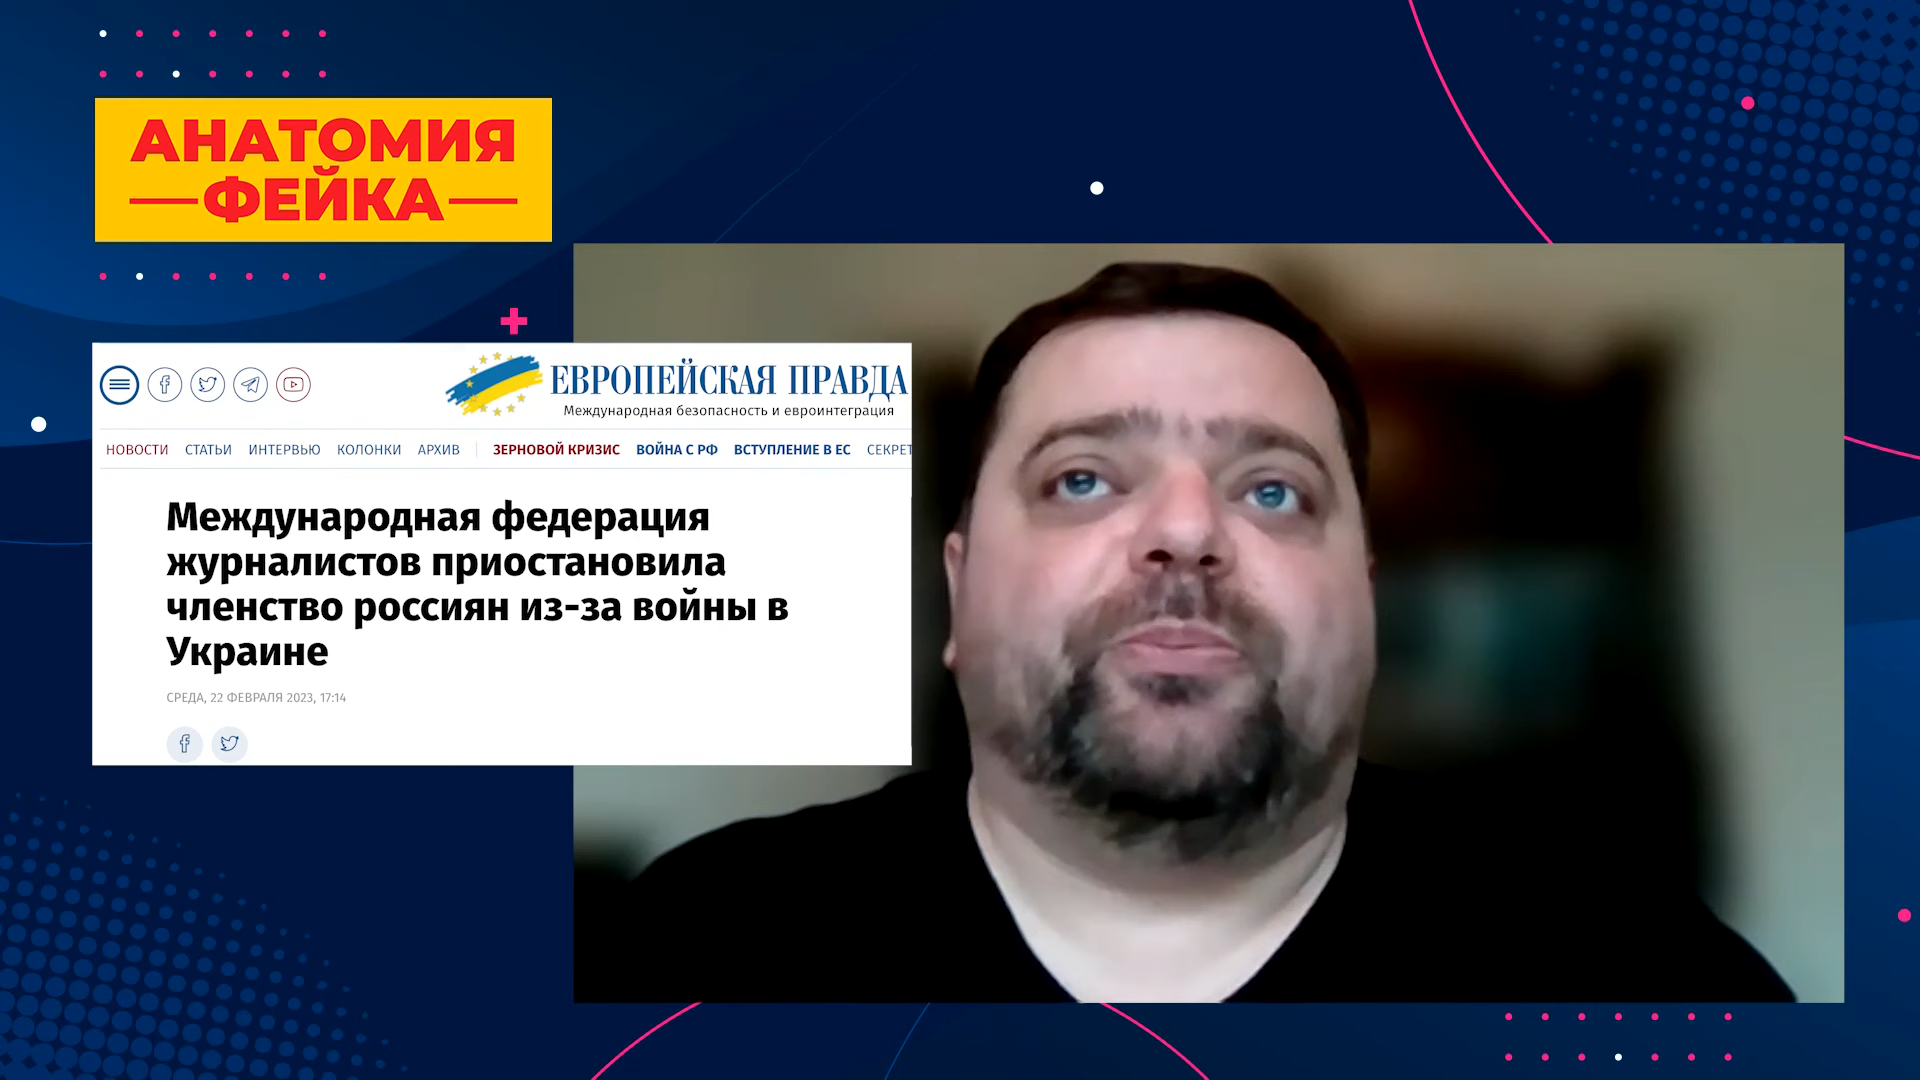 АНАТОМИЯ
ФЕЙКА
ЕВРОПЕЙСКАЯ ПРАВДА
Международная безопасность и евроинтеграция
НОВОСТИ СТАТЬИ ИНТЕРВЬЮ КОЛОНКИ АРХИВ ЗЕРНОВОЙ КРИЗИС ВОЙНА С РФ ВСТУПЛЕНИЕ В ЕС СЕКРЕТ
Международная федерация
журналистов приостановила
членство россиян из-за войны в
Украине
СРЕДА, 22 ФЕВРАЛЯ 2023, 17:14